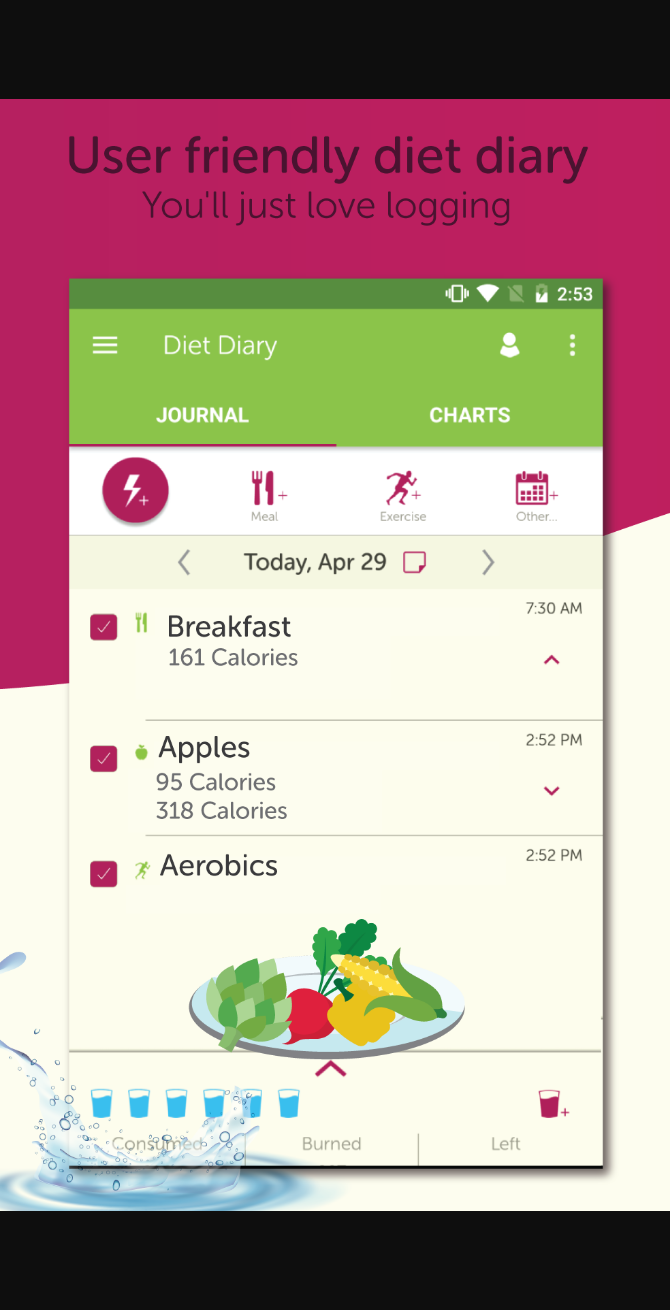 User friendly diet diary
You'll just love logging
2:53
Diet Diary
JOURNAL CHARTS
Meal Exercise Other...
Today, Apr 29
7:30 AM
Breakfast
161 Calories
2:52 PM
Apples
95 Calories
318 Calories
2:52 PM
Aerobics
Consumed Burned Left